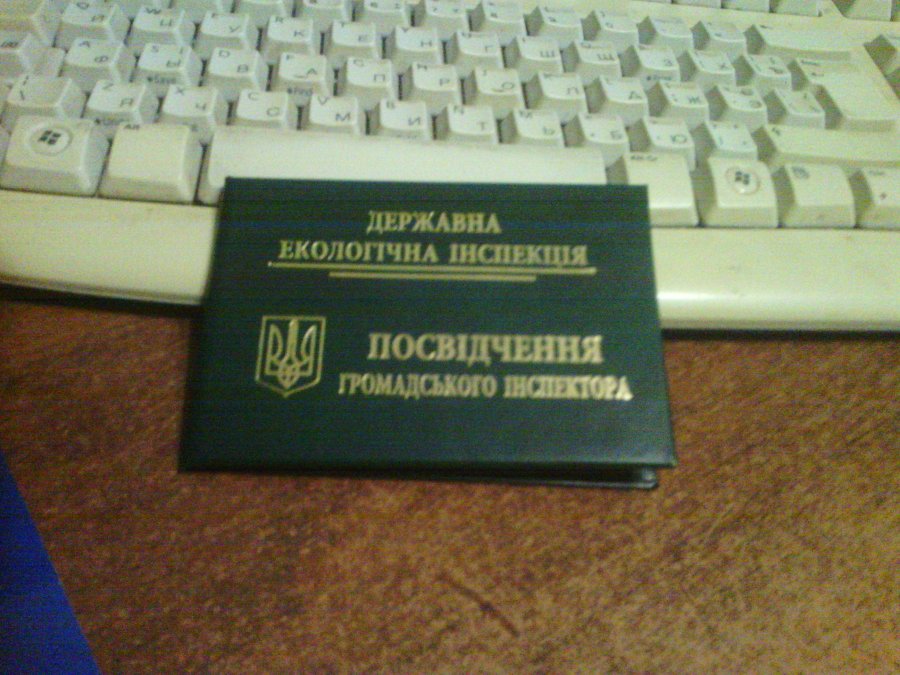 ДЕРЖАВНА
ЕКОЛОГІЧНА ІНСПЕКЦІЯ
ПОСВІДЧЕННЯ
ГРОМАДСЬКОГО ІНСПЕКТОРА